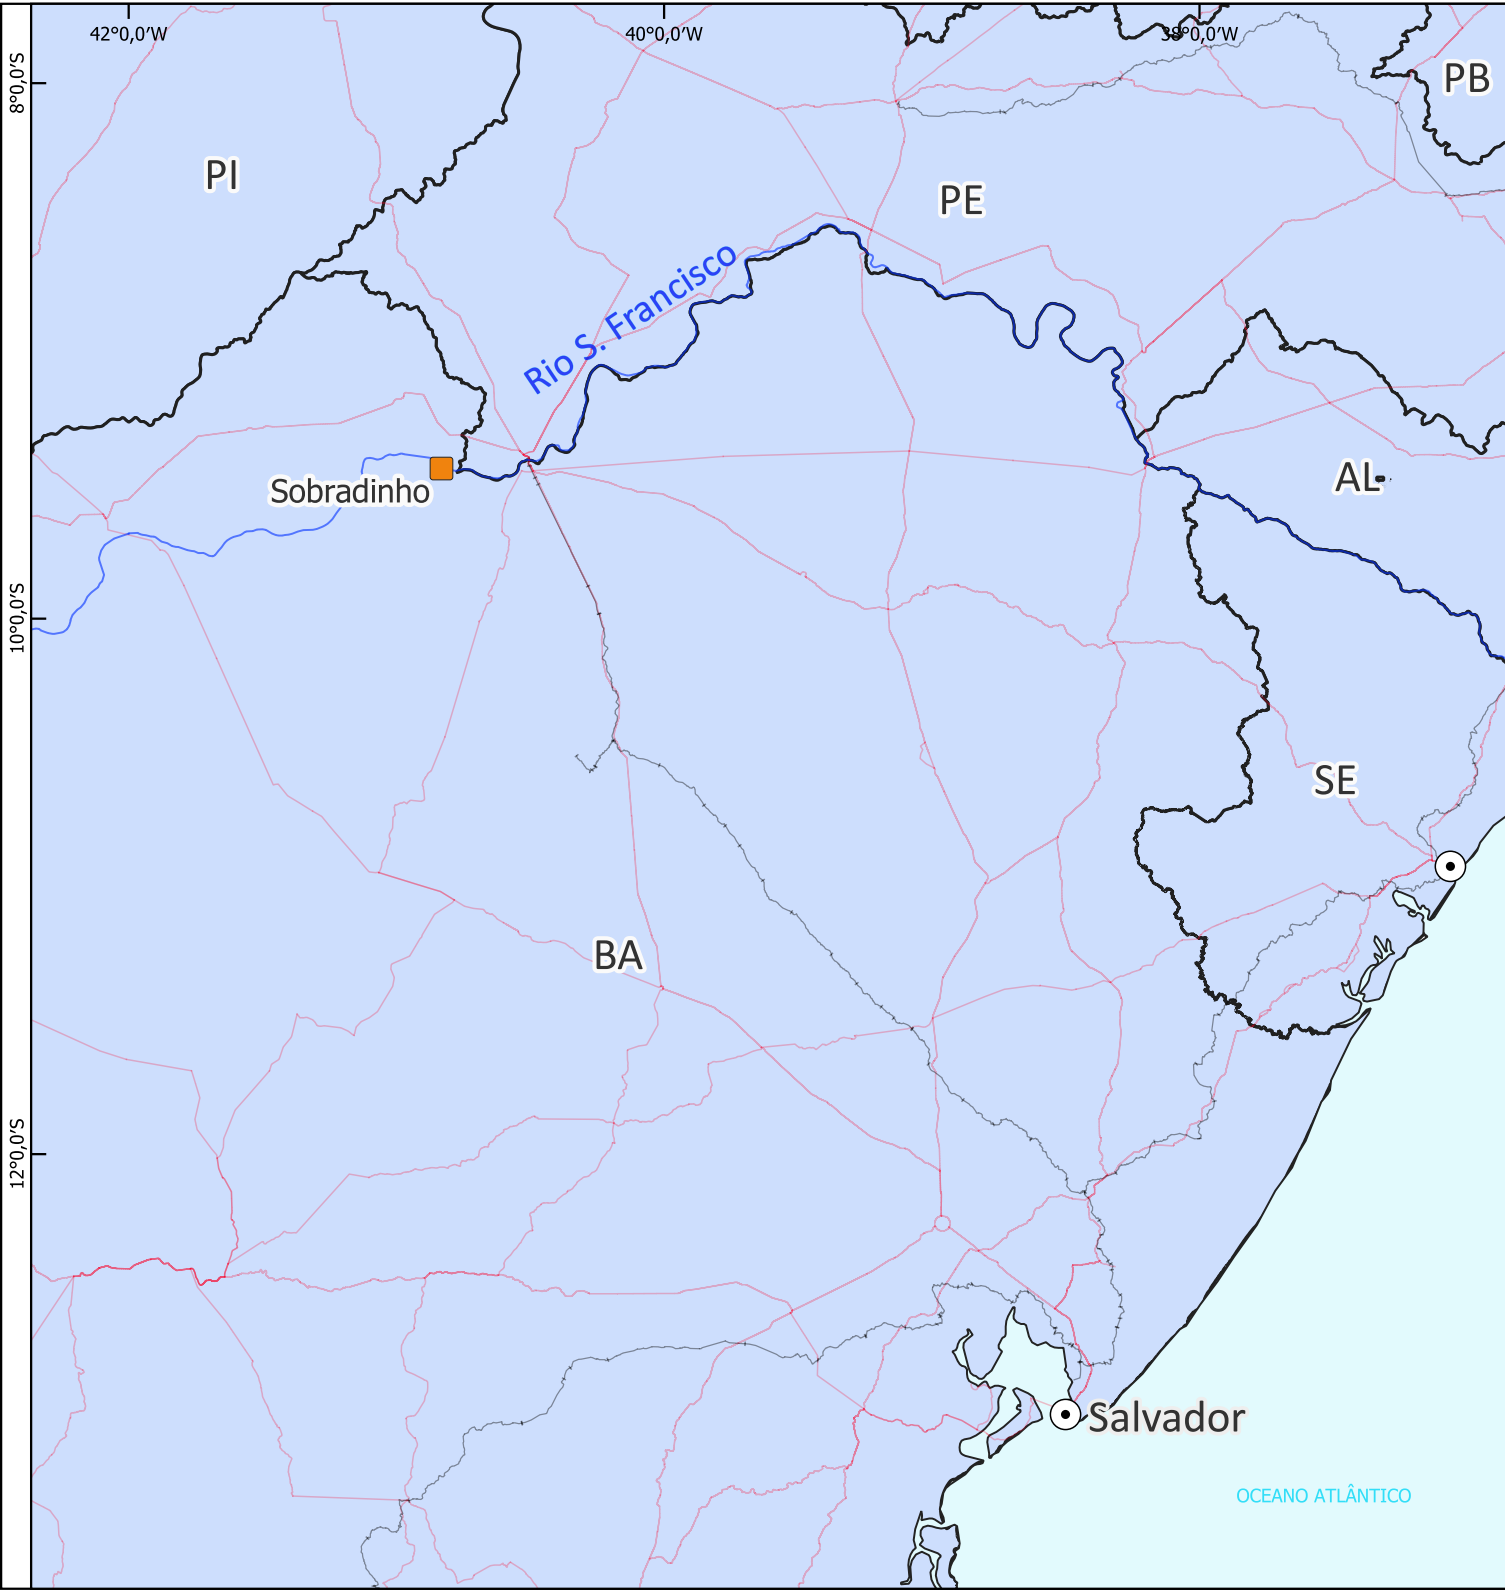 42°0,0’W
40°0,0’W
38°0,0’W
8°0,0’S
PB
PI
PE
Rio S. Francisco
AL
Sobradinho
10°0,0’S
SE
BA
12°0,0’S
Salvador
OCEANO ATLÂNTICO